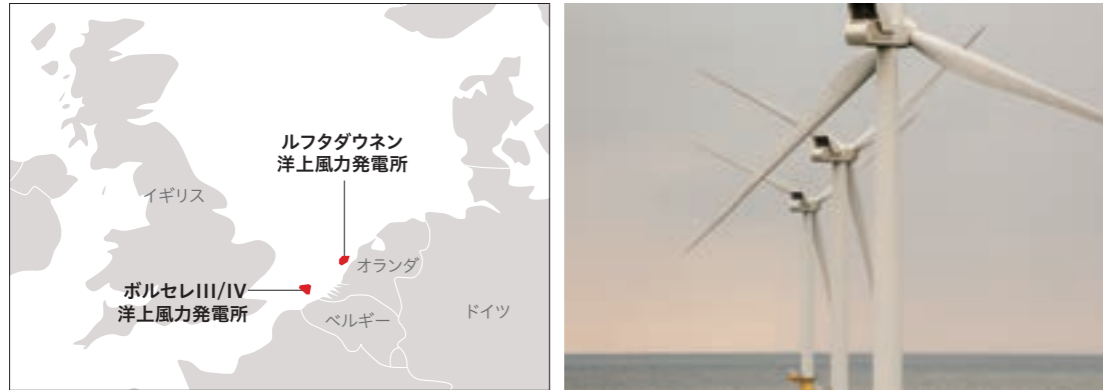 ルフタダウネン
洋上風力発電所
イギリス
オランダ
ボルセレIII/IV
洋上風力発電所
ベルギー
ドイツ